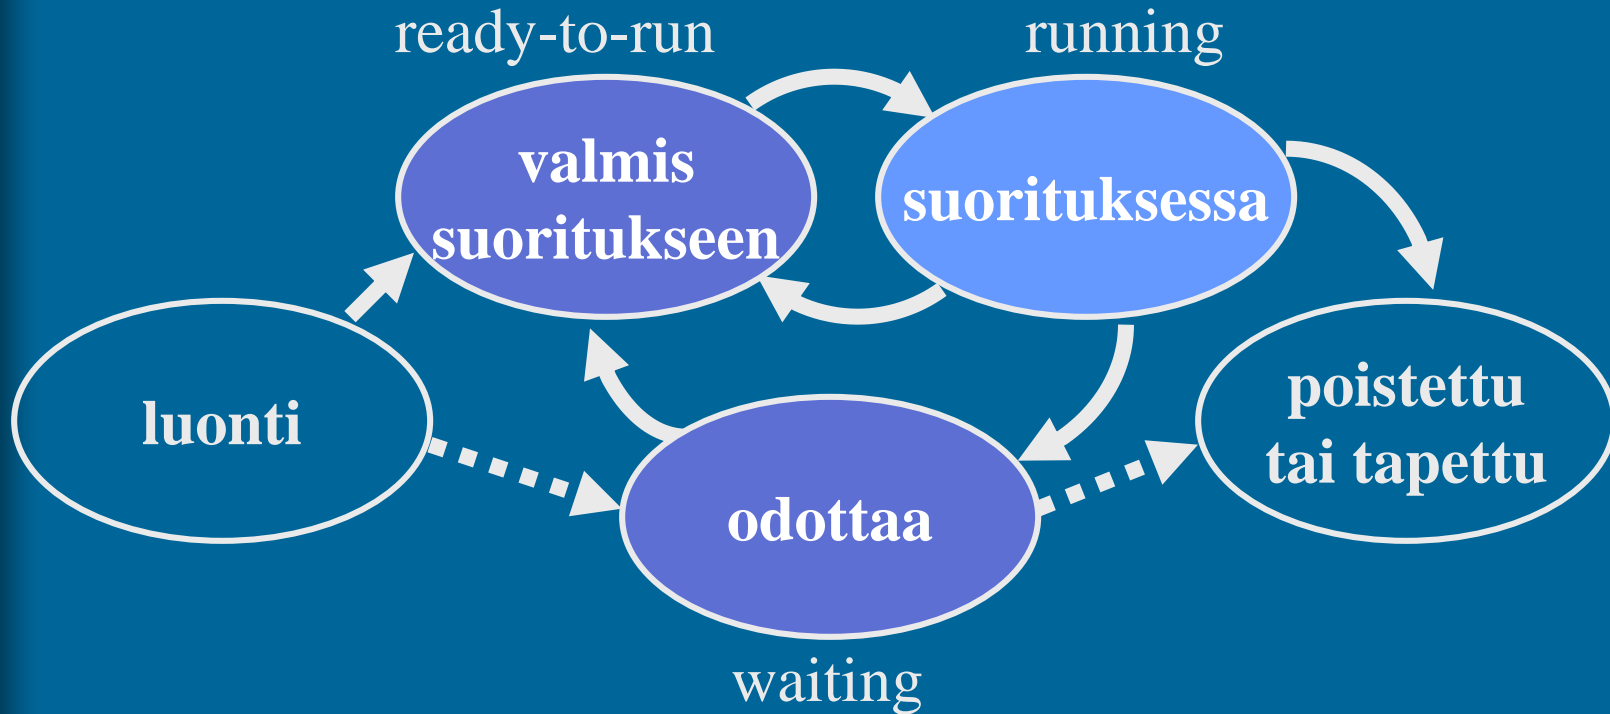 ready-to-run
running
valmis
suoritukseen
suorituksessa
luonti
poistettu
tai tapettu
odottaa
waiting